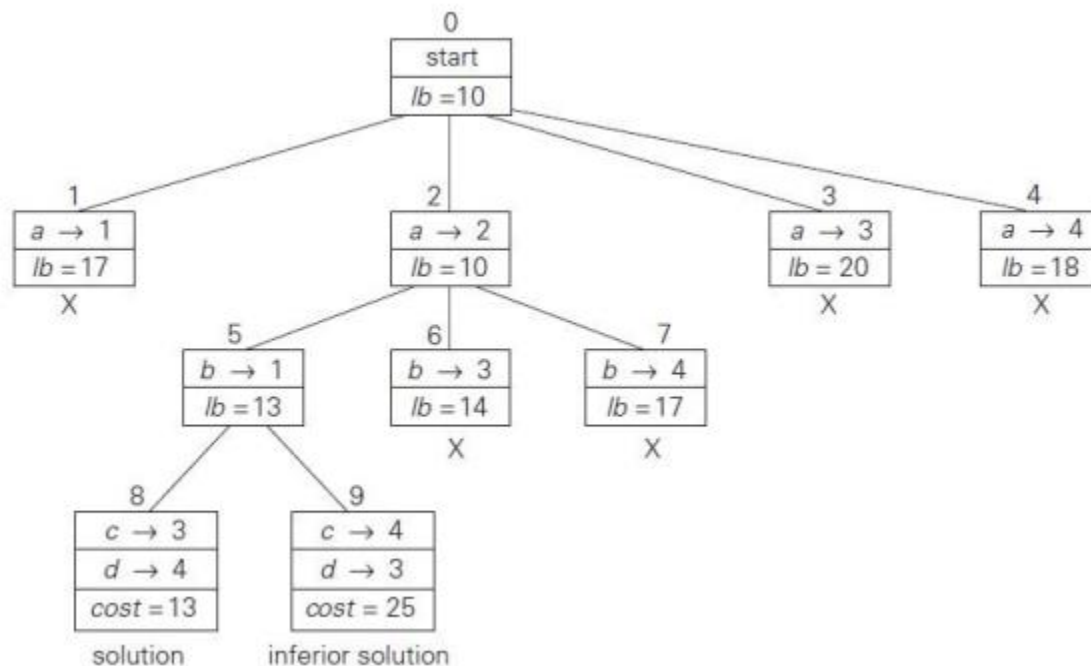 0
start
lb = 10
1
2
3
4
a → 1
a → 2
a → 3
a → 4
lb = 17
lb = 10
lb = 20
lb = 18
X
X
X
5
6
7
b → 1
b → 3
b → 4
lb = 13
lb = 14
lb = 17
X
X
8
9
c → 3
c → 4
d → 4
d → 3
cost = 13
cost = 25
solution
inferior solution